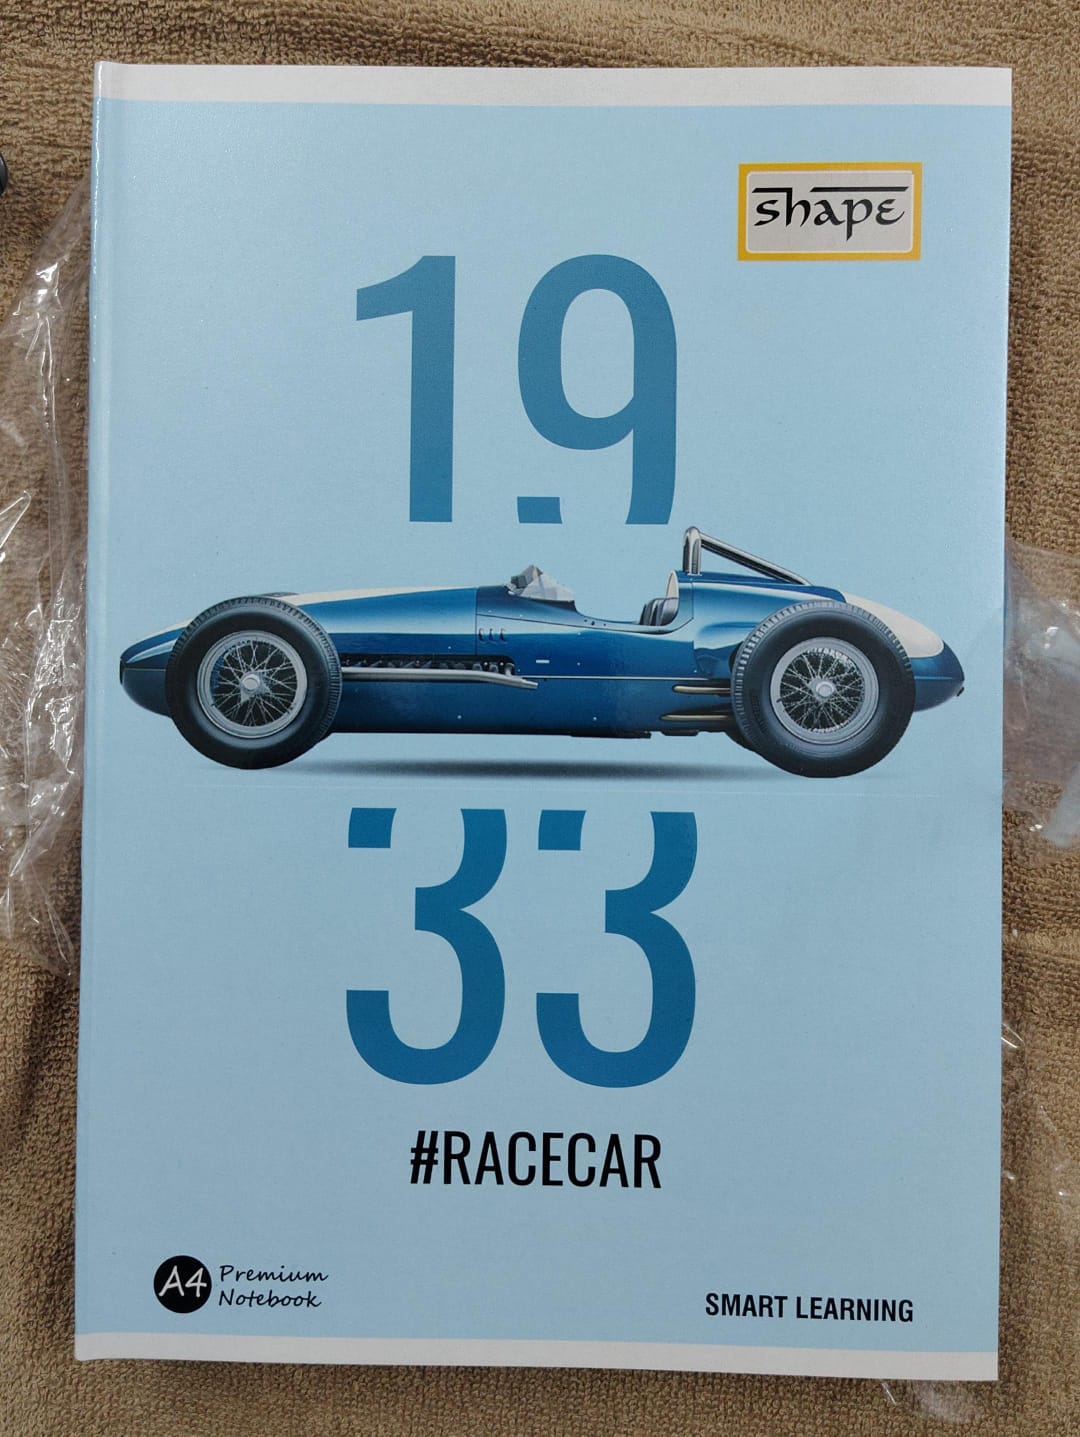 shape
19
33
#RACECAR
A4 Premium
Notebook
SMART LEARNING